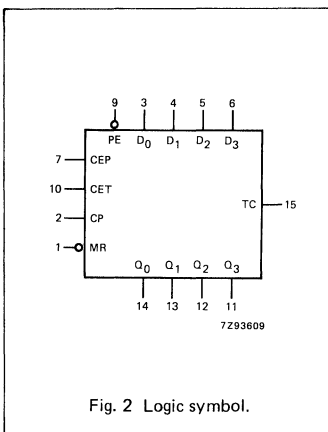 9 3 4 5 6
PE D0 D1 D2 D3
7 CEP
10 CET
TC 15
2 CP
1 MR
Q0 Q1 Q2 Q3
14 13 12 11
7Z93609
Fig. 2 Logic symbol.